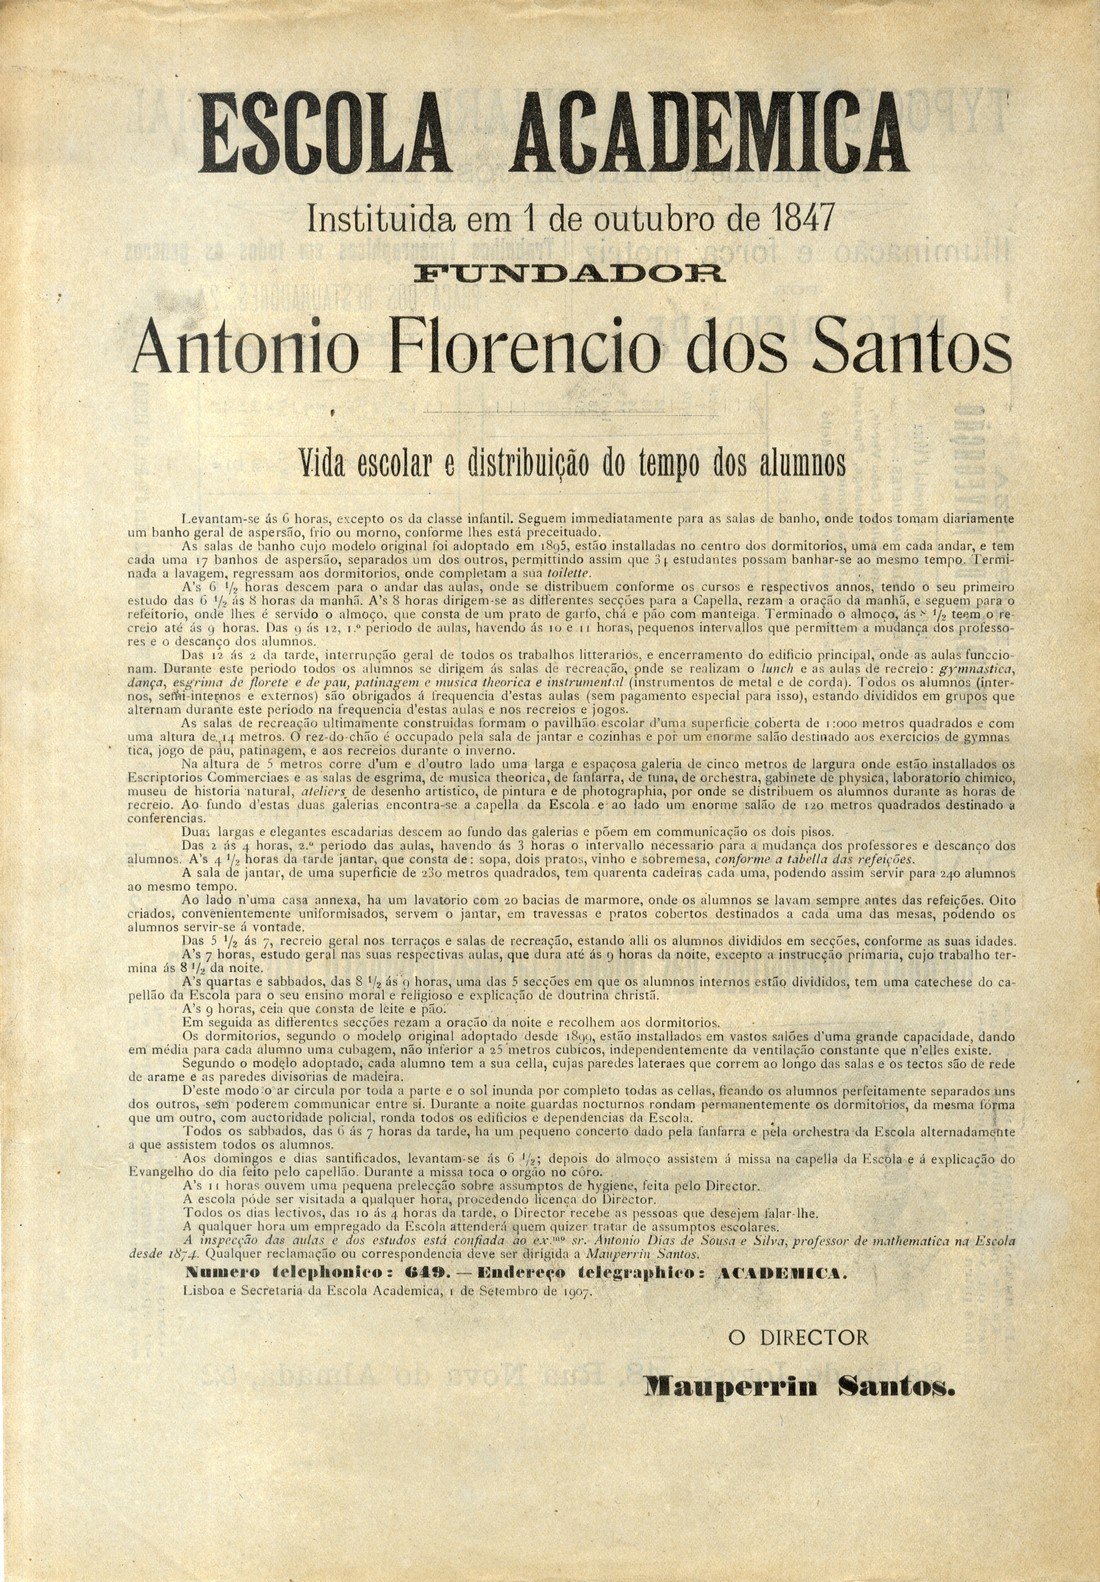 ESCOLA ACADEMICA
Instituida em 1 de outubro de 1847
FUNDADOR
Antonio Florencio dos Santos
Vida escolar e distribuição do tempo dos alumnos
Levantam-se ás 6 horas, excepto os da classe infantil. Seguem immediatamente para as salas de banho, onde todos tomam diariamente
um banho geral de aspersão, frio ou morno, conforme lhes está preceituado.
As salas de banho cujo modelo original foi adoptado em 1895, estão installadas no centro dos dormitorios, uma em cada andar, e tem
cada uma 17 banhos de aspersão, separados um dos outros, permittindo assim que 34 estudantes possam banhar-se ao mesmo tempo. Termi-
nada a lavagem, regressam aos dormitorios, onde completam a sua toilette.
A's 6 1/2 horas descem para o andar das aulas, onde se distribuem conforme os cursos e respectivos annos, tendo o seu primeiro
estudo das 6 1/2 ás 8 horas da manhã. A's 8 horas dirigem-se as differentes secções para a Capella, rezam a oração da manhã, e seguem para o
refeitorio, onde lhes é servido o almoço, que consta de um prato de garfo, chá e pão com manteiga. Terminado o almoço, ás 8 1/2 teem o re-
creio até ás 9 horas. Das 9 ás 12, 1.º periodo de aulas, havendo ás 10 e 11 horas, pequenos intervallos que permittem a mudança dos professo-
res e o descanço dos alumnos.
Das 12 ás 2 da tarde, interrupção geral de todos os trabalhos litterarios, e encerramento do edificio principal, onde as aulas funccio-
nam. Durante este periodo todos os alumnos se dirigem ás salas de recreação, onde se realizam o lunch e as aulas de recreio: gymnastica,
dança, esgrima de florete e de pau, patinagem e musica theorica e instrumental (instrumentos de metal e de corda). Todos os alumnos (inter-
nos, semi-internos e externos) são obrigados á frequencia d'estas aulas (sem pagamento especial para isso), estando divididos em grupos que
alternam durante este periodo na frequencia d'estas aulas e nos recreios e jogos.
As salas de recreação ultimamente construidas formam o pavilhão escolar d'uma superficie coberta de 1:000 metros quadrados e com
uma altura de 14 metros. O rez-do-chão é occupado pela sala de jantar e cozinhas e por um enorme salão destinado aos exercicios de gymnas
tica, jogo de pau, patinagem, e aos recreios durante o inverno.
Na altura de 5 metros corre d'um e d'outro lado uma larga e espaçosa galeria de cinco metros de largura onde estão installados os
Escriptorios Commerciaes e as salas de esgrima, de musica theorica, de fanfarra, de tuna, de orchestra, gabinete de physica, laboratorio chimico,
museu de historia natural, ateliers de desenho artistico, de pintura e de photographia, por onde se distribuem os alumnos durante as horas de
recreio. Ao fundo d'estas duas galerias encontra-se a capella da Escola e ao lado um enorme salão de 120 metros quadrados destinado a
conferencias.
Duas largas e elegantes escadarias descem ao fundo das galerias e põem em communicação os dois pisos.
Das 2 ás 4 horas, 2.º periodo das aulas, havendo ás 3 horas o intervallo necessario para a mudança dos professores e descanço dos
alumnos. A's 4 1/2 horas da tarde jantar, que consta de: sopa, dois pratos, vinho e sobremesa, conforme a tabella das refeições.
A sala de jantar, de uma superficie de 230 metros quadrados, tem quarenta cadeiras cada uma, podendo assim servir para 240 alumnos
ao mesmo tempo.
Ao lado n'uma casa annexa, ha um lavatorio com 20 bacias de marmore, onde os alumnos se lavam sempre antes das refeições. Oito
criados, convenientemente uniformisados, servem o jantar, em travessas e pratos cobertos destinados a cada uma das mesas, podendo os
alumnos servir-se á vontade.
Das 5 1/2 ás 7, recreio geral nos terraços e salas de recreação, estando alli os alumnos divididos em secções, conforme as suas idades.
A's 7 horas, estudo geral nas suas respectivas aulas, que dura até ás 9 horas da noite, excepto a instrucção primaria, cujo trabalho ter-
mina ás 8 1/2 da noite.
A's quartas e sabbados, das 8 1/2 ás 9 horas, uma das 5 secções em que os alumnos internos estão divididos, tem uma catechese do ca-
pellão da Escola para o seu ensino moral e religioso e explicação de doutrina christã.
A's 9 horas, ceia que consta de leite e pão.
Em seguida as differentes secções rezam a oração da noite e recolhem aos dormitorios.
Os dormitorios, segundo o modelo original adoptado desde 1899, estão installados em vastos salões d'uma grande capacidade, dando
em média para cada alumno uma cubagem, não inferior a 25 metros cubicos, independentemente da ventilação constante que n'elles existe.
Segundo o modelo adoptado, cada alumno tem a sua cella, cujas paredes lateraes que correm ao longo das salas e os tectos são de rede
de arame e as paredes divisorias de madeira.
D'este modo o ar circula por toda a parte e o sol inunda por completo todas as cellas, ficando os alumnos perfeitamente separados uns
dos outros, sem poderem communicar entre si. Durante a noite guardas nocturnos rondam permanentemente os dormitorios, da mesma fórma
que um outro, com auctoridade policial, ronda todos os edificios e dependencias da Escola.
Todos os sabbados, das 6 ás 7 horas da tarde, ha um pequeno concerto dado pela fanfarra e pela orchestra da Escola alternadamente
a que assistem todos os alumnos.
Aos domingos e dias santificados, levantam-se ás 6 1/2; depois do almoço assistem á missa na capella da Escola e á explicação do
Evangelho do dia feito pelo capellão. Durante a missa toca o orgão no côro.
A's 11 horas ouvem uma pequena prelecção sobre assumptos de hygiene, feita pelo Director.
A escola póde ser visitada a qualquer hora, procedendo licença do Director.
Todos os dias lectivos, das 10 ás 4 horas da tarde, o Director recebe as pessoas que desejem falar-lhe.
A qualquer hora um empregado da Escola attenderá quem quizer tratar de assumptos escolares.
A inspecção das aulas e dos estudos está confiada ao ex.mo sr. Antonio Dias de Sousa e Silva, professor de mathematica na Escola
desde 1874. Qualquer reclamação ou correspondencia deve ser dirigida a Mauperrin Santos.
Numero telephonico: 649. — Endereço telegraphico: ACADEMICA.
Lisboa e Secretaria da Escola Academica, 1 de Setembro de 1907.
O DIRECTOR
Mauperrin Santos.